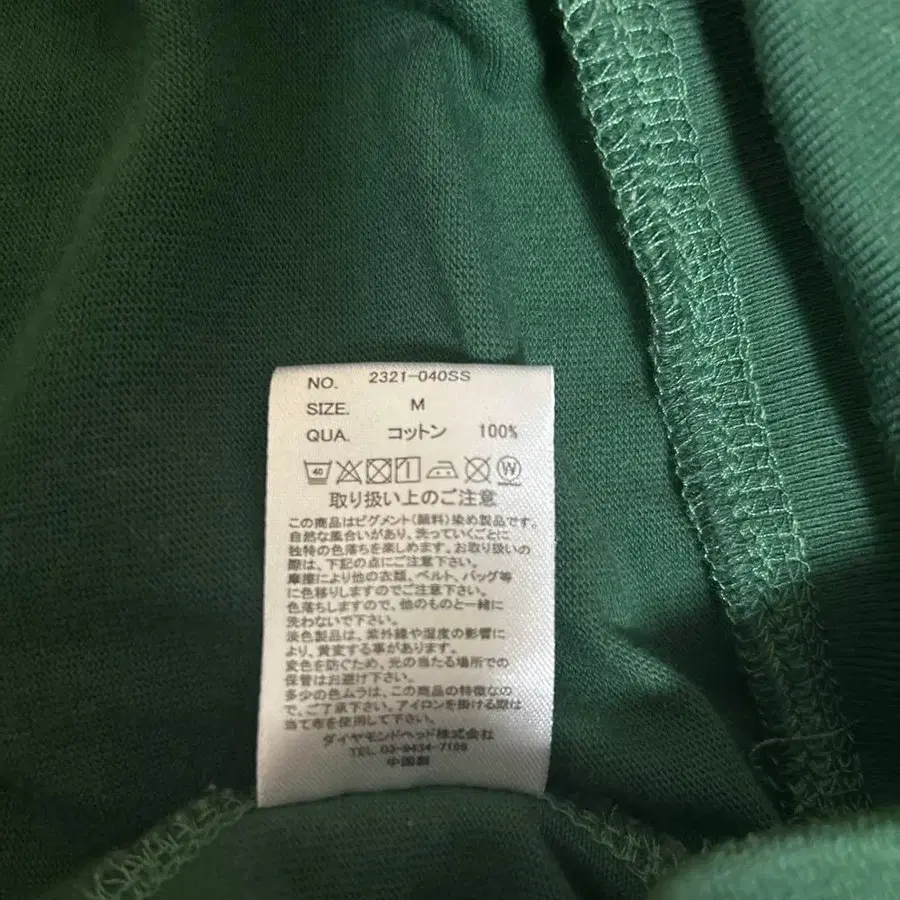 NO. 2321-040SS
SIZE. M
QUA. コットン 100%
40 W
取り扱い上のご注意
この商品はピグメント(顔料)染め製品です。
自然な風合いがあり、洗っていくごとに
独特の色落ちを楽しめます。お取り扱いの
際は、下記の点にご注意下さい。
摩擦により他の衣類、ベルト、バッグ等
に色移りしますのでご注意下さい。
色落ちしますので、他のものと一緒に
洗わないで下さい。
淡色製品は、紫外線や湿度の影響に
より、黄変する事があります。
変色を防ぐため、光の当たる場所での
保管はお避け下さい。
多少の色ムラは、この商品の特徴なの
で、ご了承下さい。アイロンを掛ける際は
当て布を使用して下さい。
ダイヤモンドヘッド株式会社
TEL. 03-9434-7109
中国製